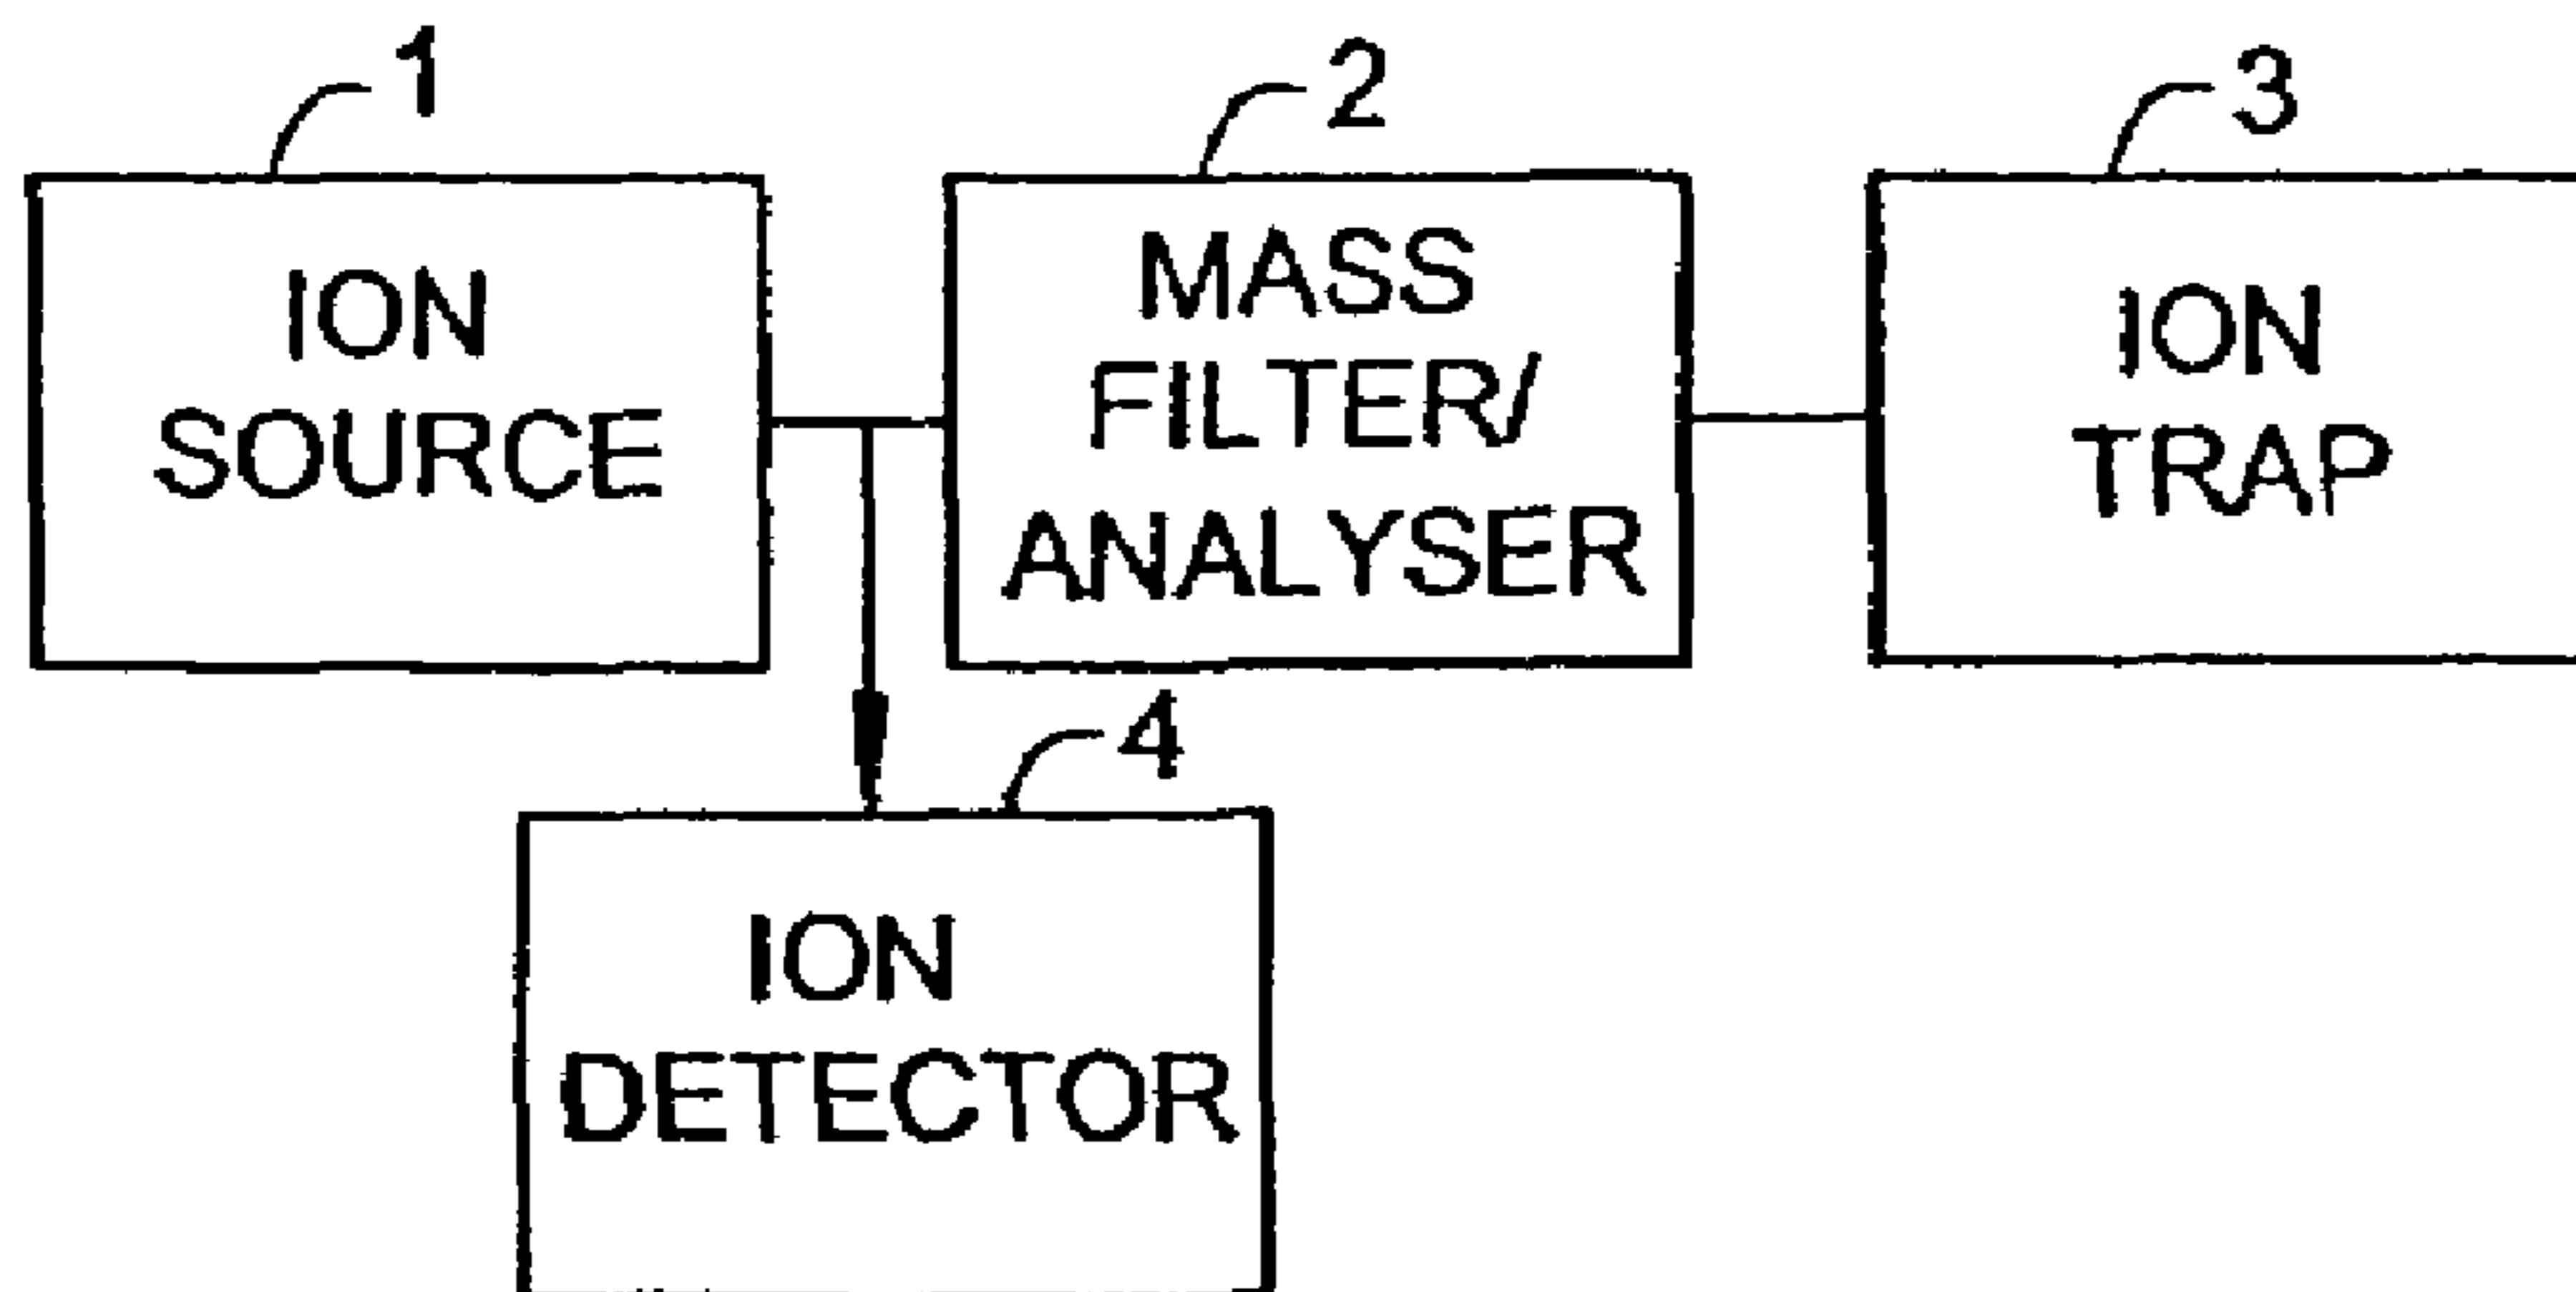 1
2
3
ION
SOURCE
MASS
FILTER/
ANALYSER
ION
TRAP
4
ION
DETECTOR